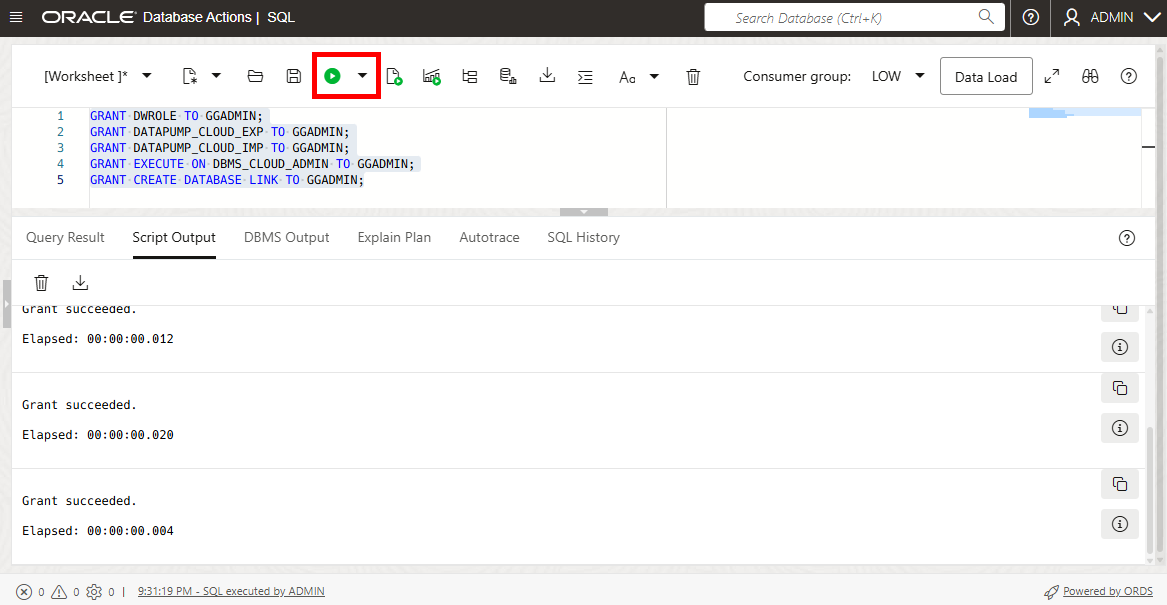 ORACLE Database Actions | SQL
Search Database (Ctrl+K)
ADMIN
[Worksheet ]*
Aa
Consumer group: LOW
Data Load
1 GRANT DWROLE TO GGADMIN;
2 GRANT DATAPUMP_CLOUD_EXP TO GGADMIN;
3 GRANT DATAPUMP_CLOUD_IMP TO GGADMIN;
4 GRANT EXECUTE ON DBMS_CLOUD_ADMIN TO GGADMIN;
5 GRANT CREATE DATABASE LINK TO GGADMIN;
Query Result Script Output DBMS Output Explain Plan Autotrace SQL History
Grant succeeded.
Elapsed: 00:00:00.012
Grant succeeded.
Elapsed: 00:00:00.020
Grant succeeded.
Elapsed: 00:00:00.004
0 0 0 | 9:31:19 PM - SQL executed by ADMIN
Powered by ORDS